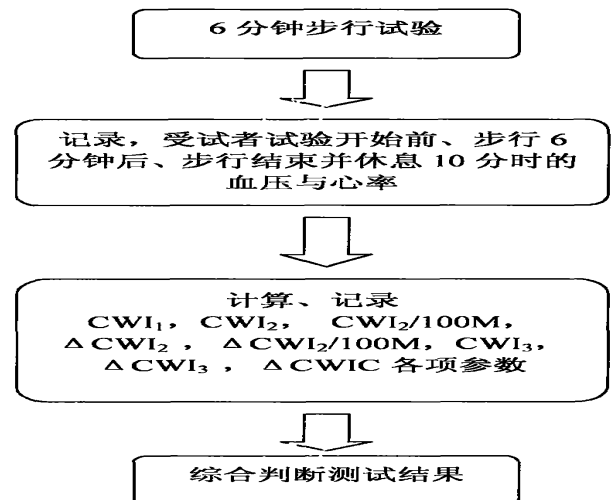 6 分钟步行试验
记录，受试者试验开始前、步行 6
分钟后、步行结束并休息 10 分时的
血压与心率
计算、记录
CWI₁， CWI₂， CWI₂/100M，
ΔCWI₂ ， ΔCWI₂/100M， CWI₃，
ΔCWI₃ ， ΔCWIC 各项参数
综合判断测试结果